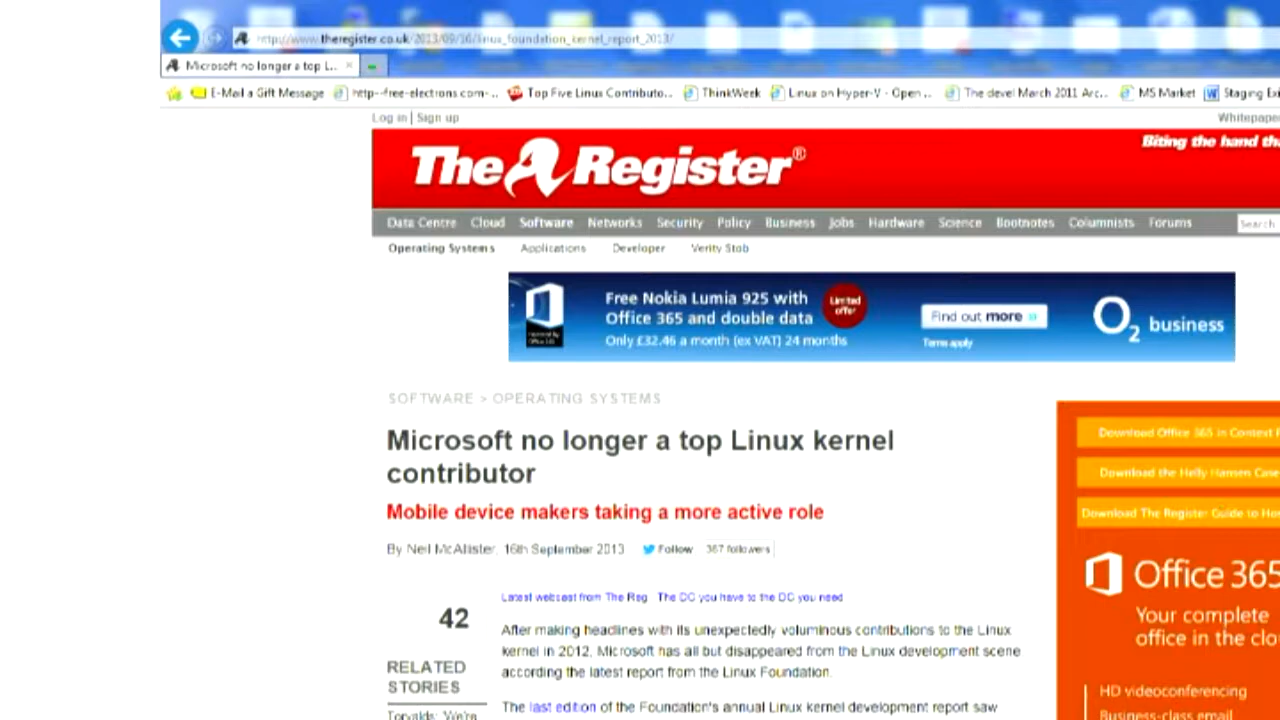 http://www.theregister.co.uk/2013/09/16/linux_foundation_kernel_report_2013/
Microsoft no longer a top L...
E-Mail a Gift Message http--free-electrons.com-... Top Five Linux Contributo... ThinkWeek Linux on Hyper-V - Open ... The devel March 2011 Arc... MS Market Staging
Log in | Sign up
Whitepape
The Register®
Biting the hand tha
Data Centre Cloud Software Networks Security Policy Business Jobs Hardware Science Bootnotes Columnists Forums
Search
Operating Systems Applications Developer Verity Stob
Free Nokia Lumia 925 with
Office 365 and double data
Only £32.46 a month (ex VAT) 24 months
Limited
offer
Find out more
Terms apply
O2 business
SOFTWARE > OPERATING SYSTEMS
Microsoft no longer a top Linux kernel
contributor
Mobile device makers taking a more active role
By Neil McAllister, 16th September 2013
Follow 367 followers
Latest webcast from The Reg The DC you have to the DC you need
42
After making headlines with its unexpectedly voluminous contributions to the Linux
kernel in 2012, Microsoft has all but disappeared from the Linux development scene
according the latest report from the Linux Foundation.
RELATED
STORIES
Torvalds: 'We're
The last edition of the Foundation's annual Linux kernel development report saw
Download Office 365 in Context
Download the Helly Hansen Case
Download The Register Guide to
Office 365
Your complete
office in the clo
HD videoconferencing
Business-class email